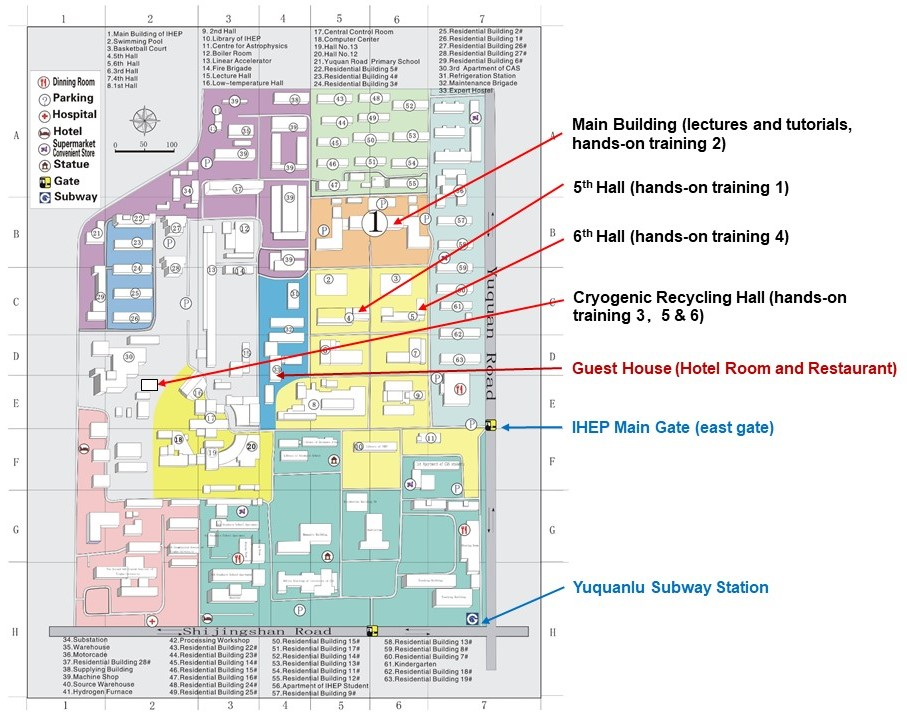 1 2 3 4 5 6 7
1.Main Building of IHEP
2.Swimming Pool
3.Basketball Court
4.5th Hall
5.6th Hall
6.3rd Hall
7.4th Hall
8.1st Hall
9. 2nd Hall
10.Library of IHEP
11.Centre for Astrophysics
12.Boiler Room
13.Linear Accelerator
14.Fire Brigade
15.Lecture Hall
16.Low-temperature Hall
17.Central Control Room
18.Computer Center
19.Hall No.13
20.Hall No.12
21.Yuquan Road Primary School
22.Residential Building 5#
23.Residential Building 4#
24.Residential Building 3#
25.Residential Building 2#
26.Residential Building 1#
27.Residential Building 26#
28.Residential Building 27#
29.Residential Building 6#
30.3rd Apartment of CAS
31.Refrigeration Station
32.Maintenance Brigade
33 Expert Hostel
Dinning Room
Parking
Hospital
Hotel
Supermarket
Convenient Store
Statue
Gate
Subway
0 50 100
A
B
C
D
E
F
G
H
A
B
C
D
E
F
G
H
Main Building (lectures and tutorials,
hands-on training 2)
5th Hall (hands-on training 1)
6th Hall (hands-on training 4)
Cryogenic Recycling Hall (hands-on
training 3，5 & 6)
Guest House (Hotel Room and Restaurant)
IHEP Main Gate (east gate)
Yuquanlu Subway Station
Yuquan Road
Shijingshan Road
34.Substation
35.Warehouse
36.Motorcade
37.Residential Building 28#
38.Supplying Building
39.Machine Shop
40.Source Warehouse
41.Hydrogen Furnace
42.Processing Workshop
43.Residential Building 22#
44.Residential Building 23#
45.Residential Building 14#
46.Residential Building 15#
47.Residential Building 16#
48.Residential Building 24#
49.Residential Building 25#
50.Residential Building 15#
51.Residential Building 17#
52.Residential Building 14#
53.Residential Building 13#
54.Residential Building 11#
55.Residential Building 12#
56.Apartment of IHEP Student
57.Residential Building 9#
58.Residential Building 13#
59.Residential Building 8#
60.Residential Building 7#
61.Kindergarten
62.Residential Building 18#
63.Residential Building 19#
1 2 3 4 5 6 7